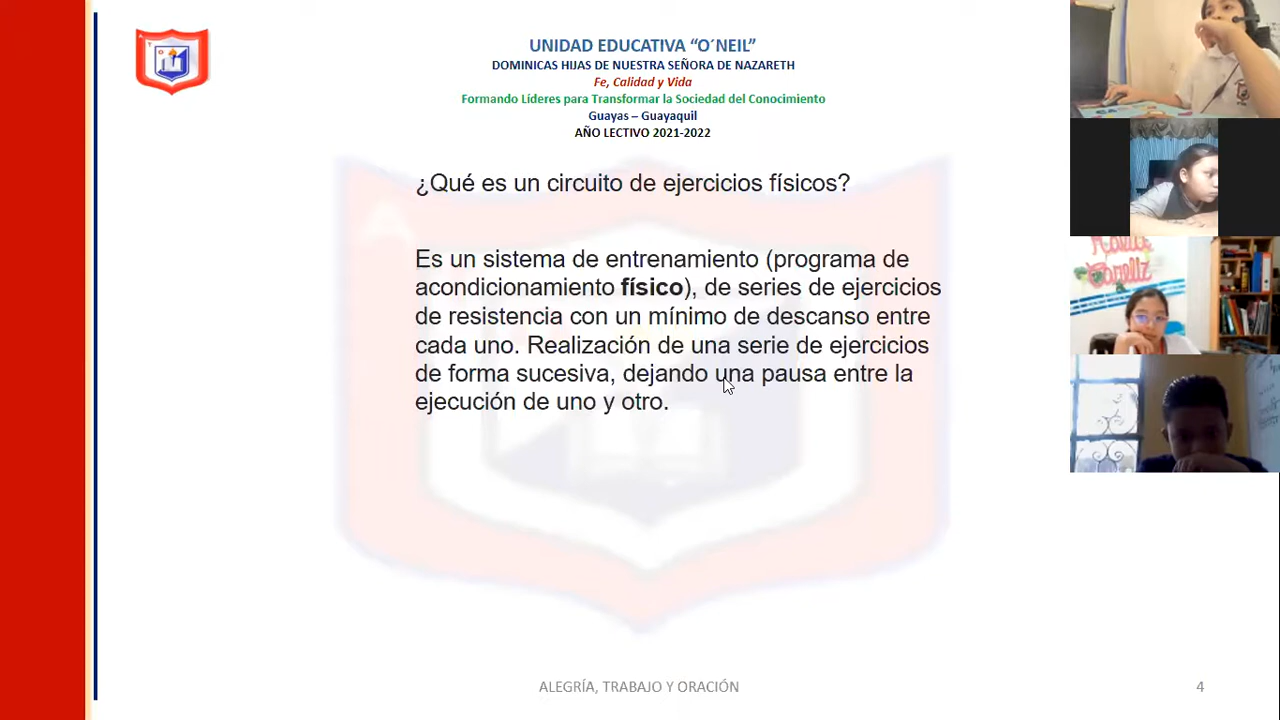 UNIDAD EDUCATIVA “O´NEIL”
DOMINICAS HIJAS DE NUESTRA SEÑORA DE NAZARETH
Fe, Calidad y Vida
Formando Líderes para Transformar la Sociedad del Conocimiento
Guayas – Guayaquil
AÑO LECTIVO 2021-2022
¿Qué es un circuito de ejercicios físicos?
Es un sistema de entrenamiento (programa de
acondicionamiento físico), de series de ejercicios
de resistencia con un mínimo de descanso entre
cada uno. Realización de una serie de ejercicios
de forma sucesiva, dejando una pausa entre la
ejecución de uno y otro.
ALEGRÍA, TRABAJO Y ORACIÓN
4